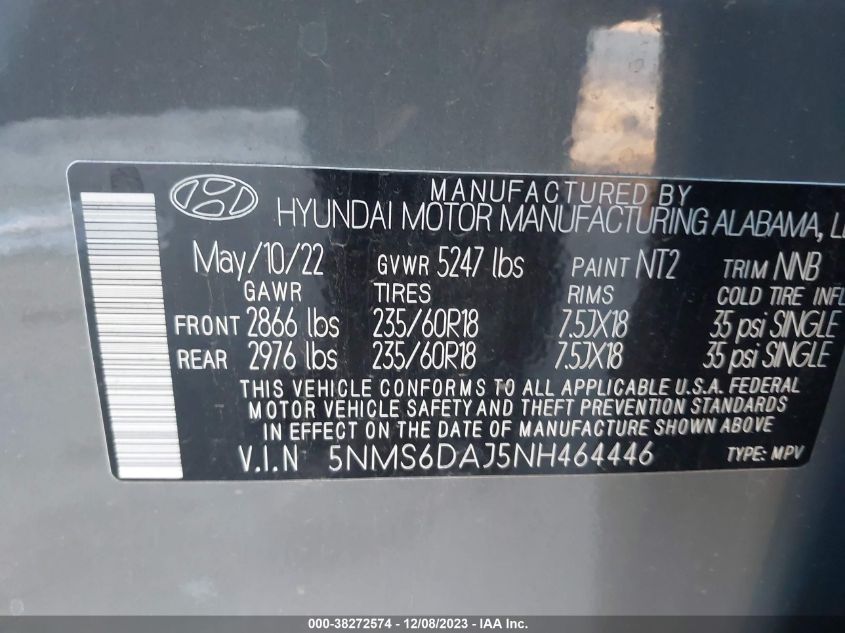 MANUFACTURED BY
HYUNDAI MOTOR MANUFACTURING ALABAMA,
May/10/22 GVWR 5247 lbs PAINT NT2 TRIM NNB
GAWR TIRES RIMS COLD TIRE INFL
FRONT 2866 lbs 235/60R18 7.5JX18 35 psi SINGLE
REAR 2976 lbs 235/60R18 7.5JX18 35 psi SINGLE
THIS VEHICLE CONFORMS TO ALL APPLICABLE U.S.A. FEDERAL
MOTOR VEHICLE SAFETY AND THEFT PREVENTION STANDARDS
IN EFFECT ON THE DATE OF MANUFACTURE SHOWN ABOVE
V.I.N 5NMS6DAJ5NH464446 TYPE: MPV
000-38272574 - 12/08/2023 - IAA Inc.